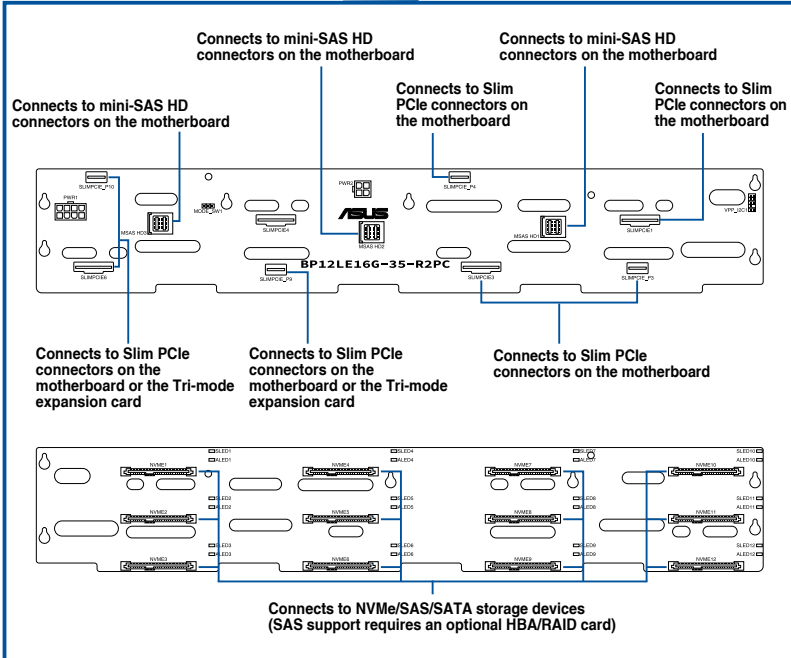 Connects to mini-SAS HD
connectors on the motherboard
Connects to mini-SAS HD
connectors on the motherboard
Connects to Slim
PCIe connectors on
the motherboard
Connects to Slim
PCIe connectors on
the motherboard
Connects to mini-SAS HD
connectors on the motherboard
SLIMPCIE_P10
PWR2
SLIMPCIE_P4
PWR1
MODE_SW1
VPP_I2C1
ASUS
MSAS HD3
SLIMPCIE4
MSAS HD2
MSAS HD1
SLIMPCIE1
BP12LE16G-35-R2PC
SLIMPCIE6
SLIMPCIE_P9
SLIMPCIE3
SLIMPCIE_P3
Connects to Slim PCIe
connectors on the
motherboard or the Tri-mode
expansion card
Connects to Slim PCIe
connectors on the
motherboard or the Tri-mode
expansion card
Connects to Slim PCIe
connectors on the motherboard
SLED1 SLED4 SLED7 SLED10
ALED1 ALED4 ALED7 ALED10
NVME1 NVME4 NVME7 NVME10
SLED2 SLED5 SLED8 SLED11
ALED2 ALED5 ALED8 ALED11
NVME2 NVME5 NVME8 NVME11
SLED3 SLED6 SLED9 SLED12
ALED3 ALED6 ALED9 ALED12
NVME3 NVME6 NVME9 NVME12
Connects to NVMe/SAS/SATA storage devices
(SAS support requires an optional HBA/RAID card)